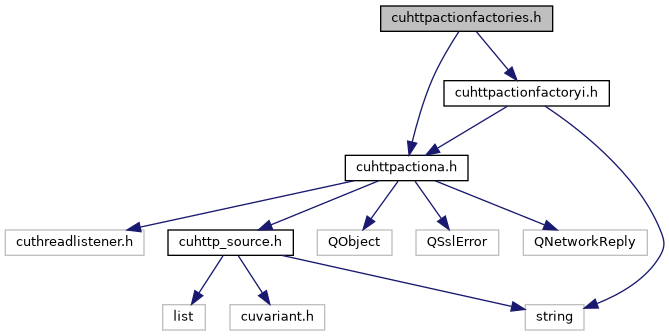 cuhttpactionfactories.h
cuhttpactionfactoryi.h
cuhttpactiona.h
cuthreadlistener.h
cuhttp_source.h
QObject
QSslError
QNetworkReply
list
cuvariant.h
string